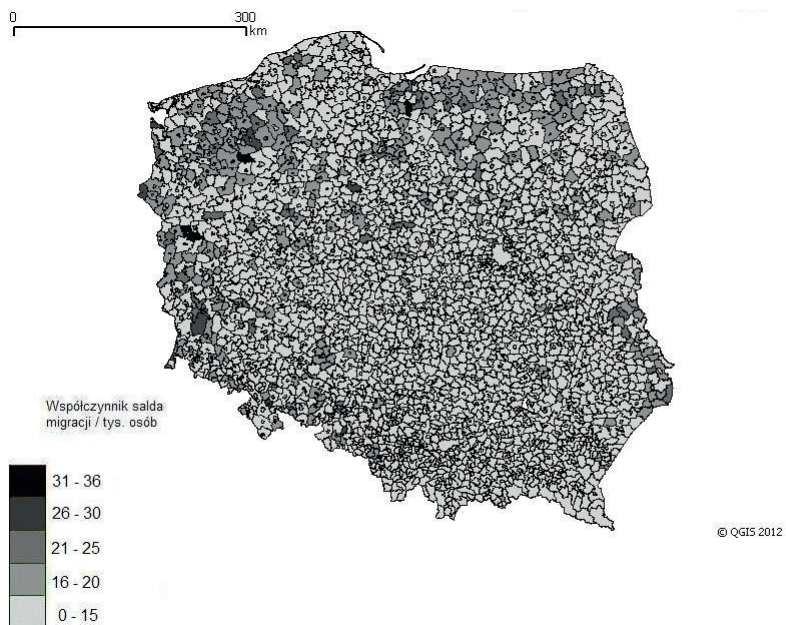 0 300
km
Współczynnik salda
migracji / tys. osób
31 - 36
26 - 30
21 - 25
16 - 20
0 - 15
© QGIS 2012